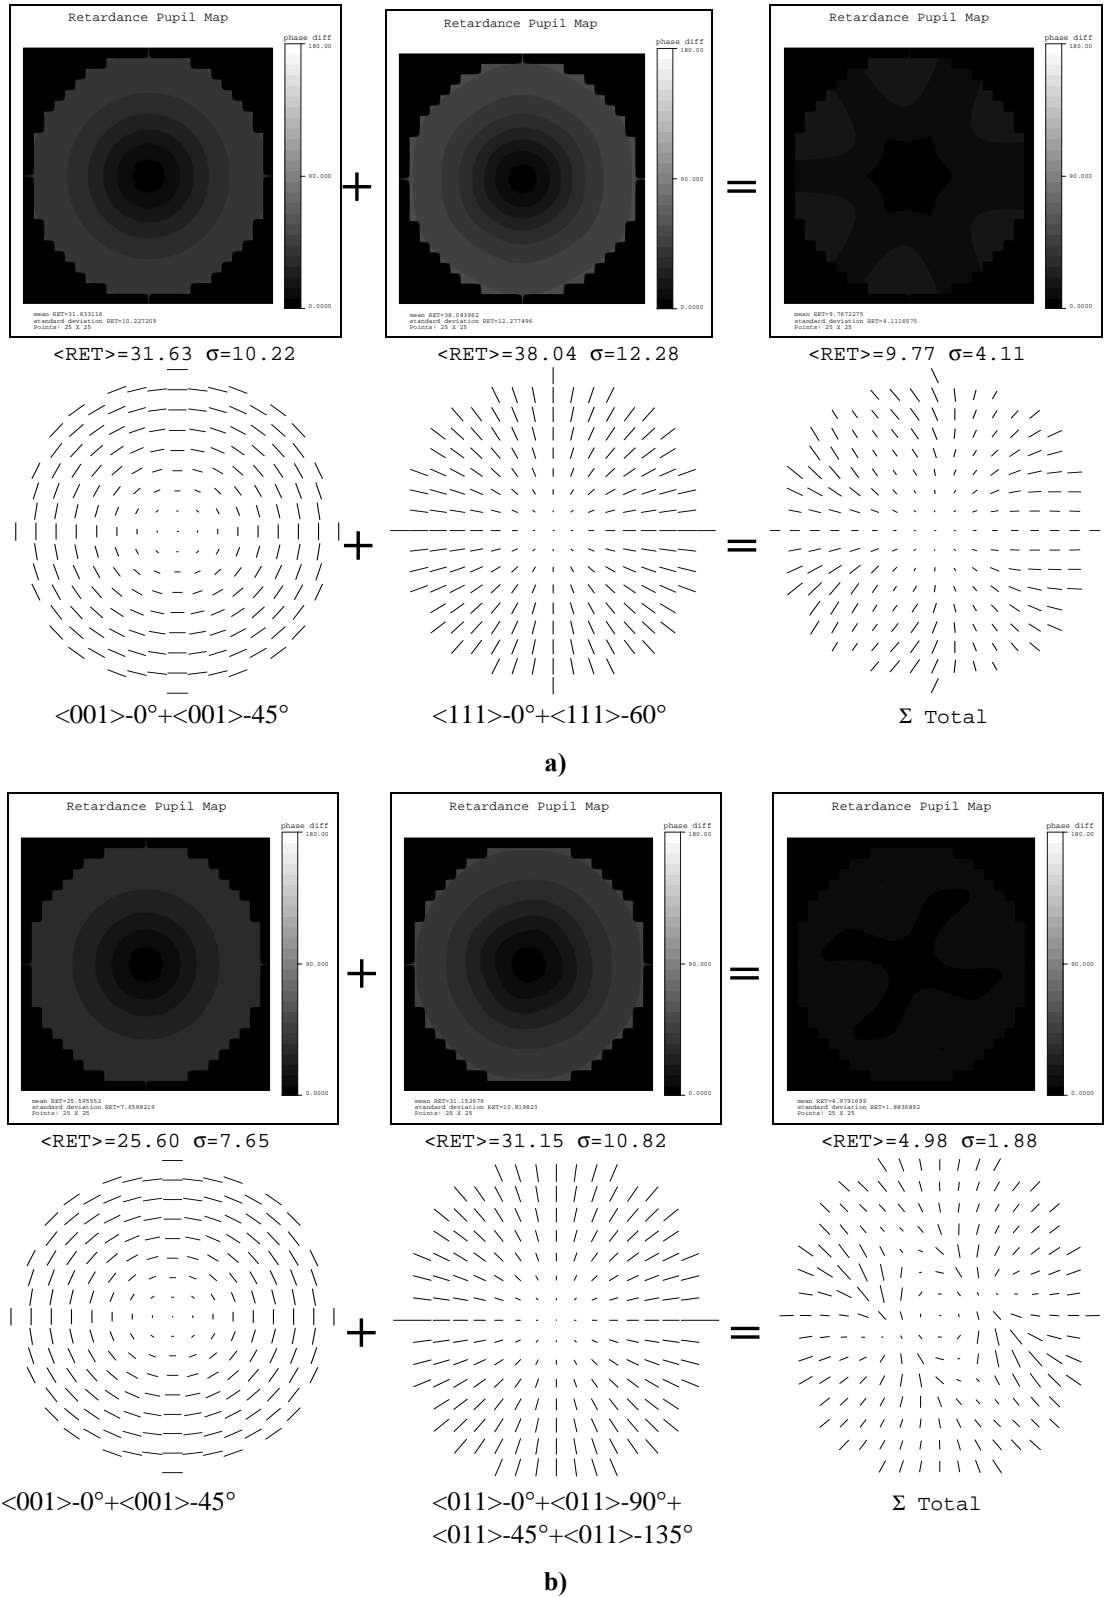 Retardance Pupil Map
phase diff
180.00
90.000
0.0000
mean RET=31.633116
standard deviation RET=10.227209
Points: 25 X 25
+
Retardance Pupil Map
phase diff
180.00
90.000
0.0000
mean RET=38.043962
standard deviation RET=12.277496
Points: 25 X 25
=
Retardance Pupil Map
phase diff
180.00
90.000
0.0000
mean RET=9.7672275
standard deviation RET=4.1116575
Points: 25 X 25
<RET>=31.63 σ=10.22
<RET>=38.04 σ=12.28
<RET>=9.77 σ=4.11
+
=
<001>-0°+<001>-45°
<111>-0°+<111>-60°
Σ Total
a)
Retardance Pupil Map
phase diff
180.00
90.000
0.0000
mean RET=25.595552
standard deviation RET=7.6588219
Points: 25 X 25
+
Retardance Pupil Map
phase diff
180.00
90.000
0.0000
mean RET=31.152679
standard deviation RET=10.819823
Points: 25 X 25
=
Retardance Pupil Map
phase diff
180.00
90.000
0.0000
mean RET=4.9791699
standard deviation RET=1.8836892
Points: 25 X 25
<RET>=25.60 σ=7.65
<RET>=31.15 σ=10.82
<RET>=4.98 σ=1.88
+
=
<001>-0°+<001>-45°
<011>-0°+<011>-90°+
<011>-45°+<011>-135°
Σ Total
b)